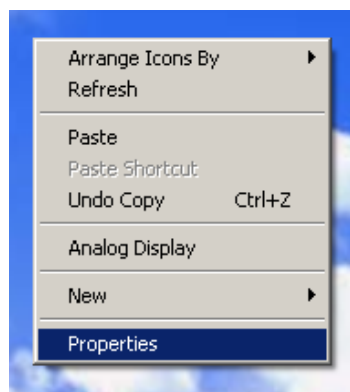 Arrange Icons By
Refresh
Paste
Paste Shortcut
Undo Copy Ctrl+Z
Analog Display
New
Properties